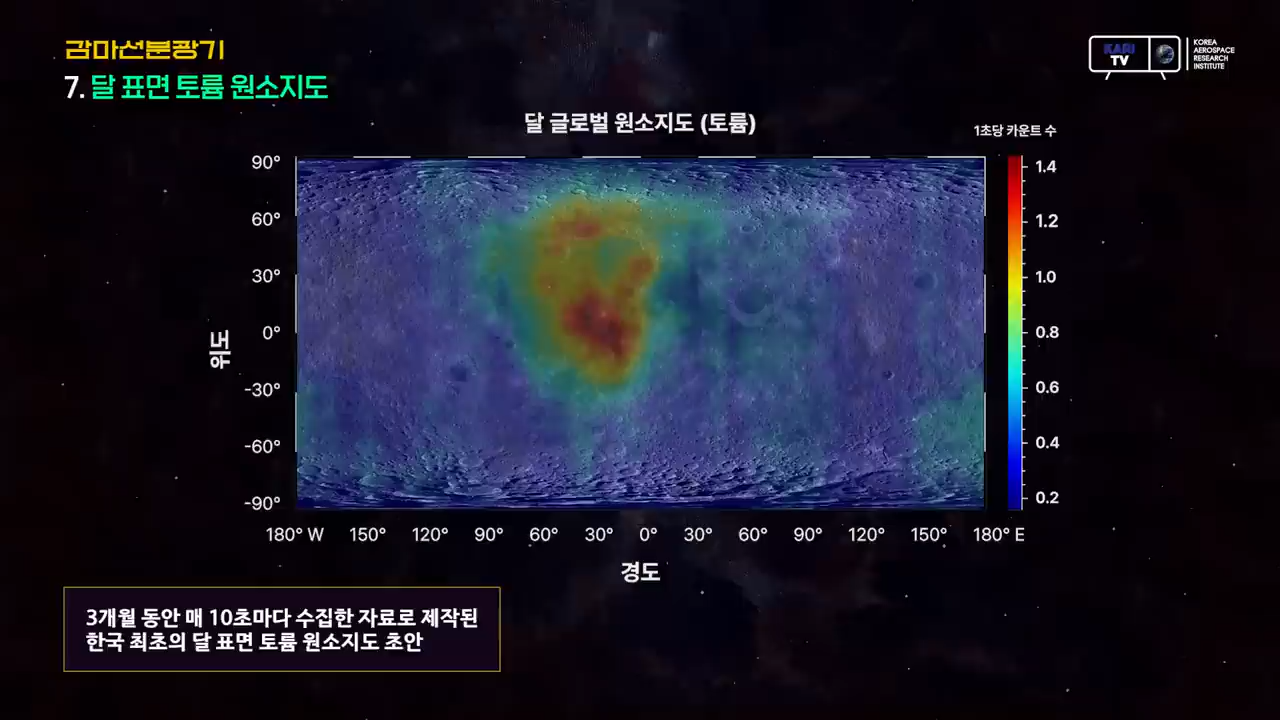 감마선분광기
7. 달 표면 토륨 원소지도
KARI
TV
KOREA
AEROSPACE
RESEARCH
INSTITUTE
달 글로벌 원소지도 (토륨)
1초당 카운트 수
90°
60°
30°
0°
-30°
-60°
-90°
위도
1.4
1.2
1.0
0.8
0.6
0.4
0.2
180° W 150° 120° 90° 60° 30° 0° 30° 60° 90° 120° 150° 180° E
경도
3개월 동안 매 10초마다 수집한 자료로 제작된
한국 최초의 달 표면 토륨 원소지도 초안